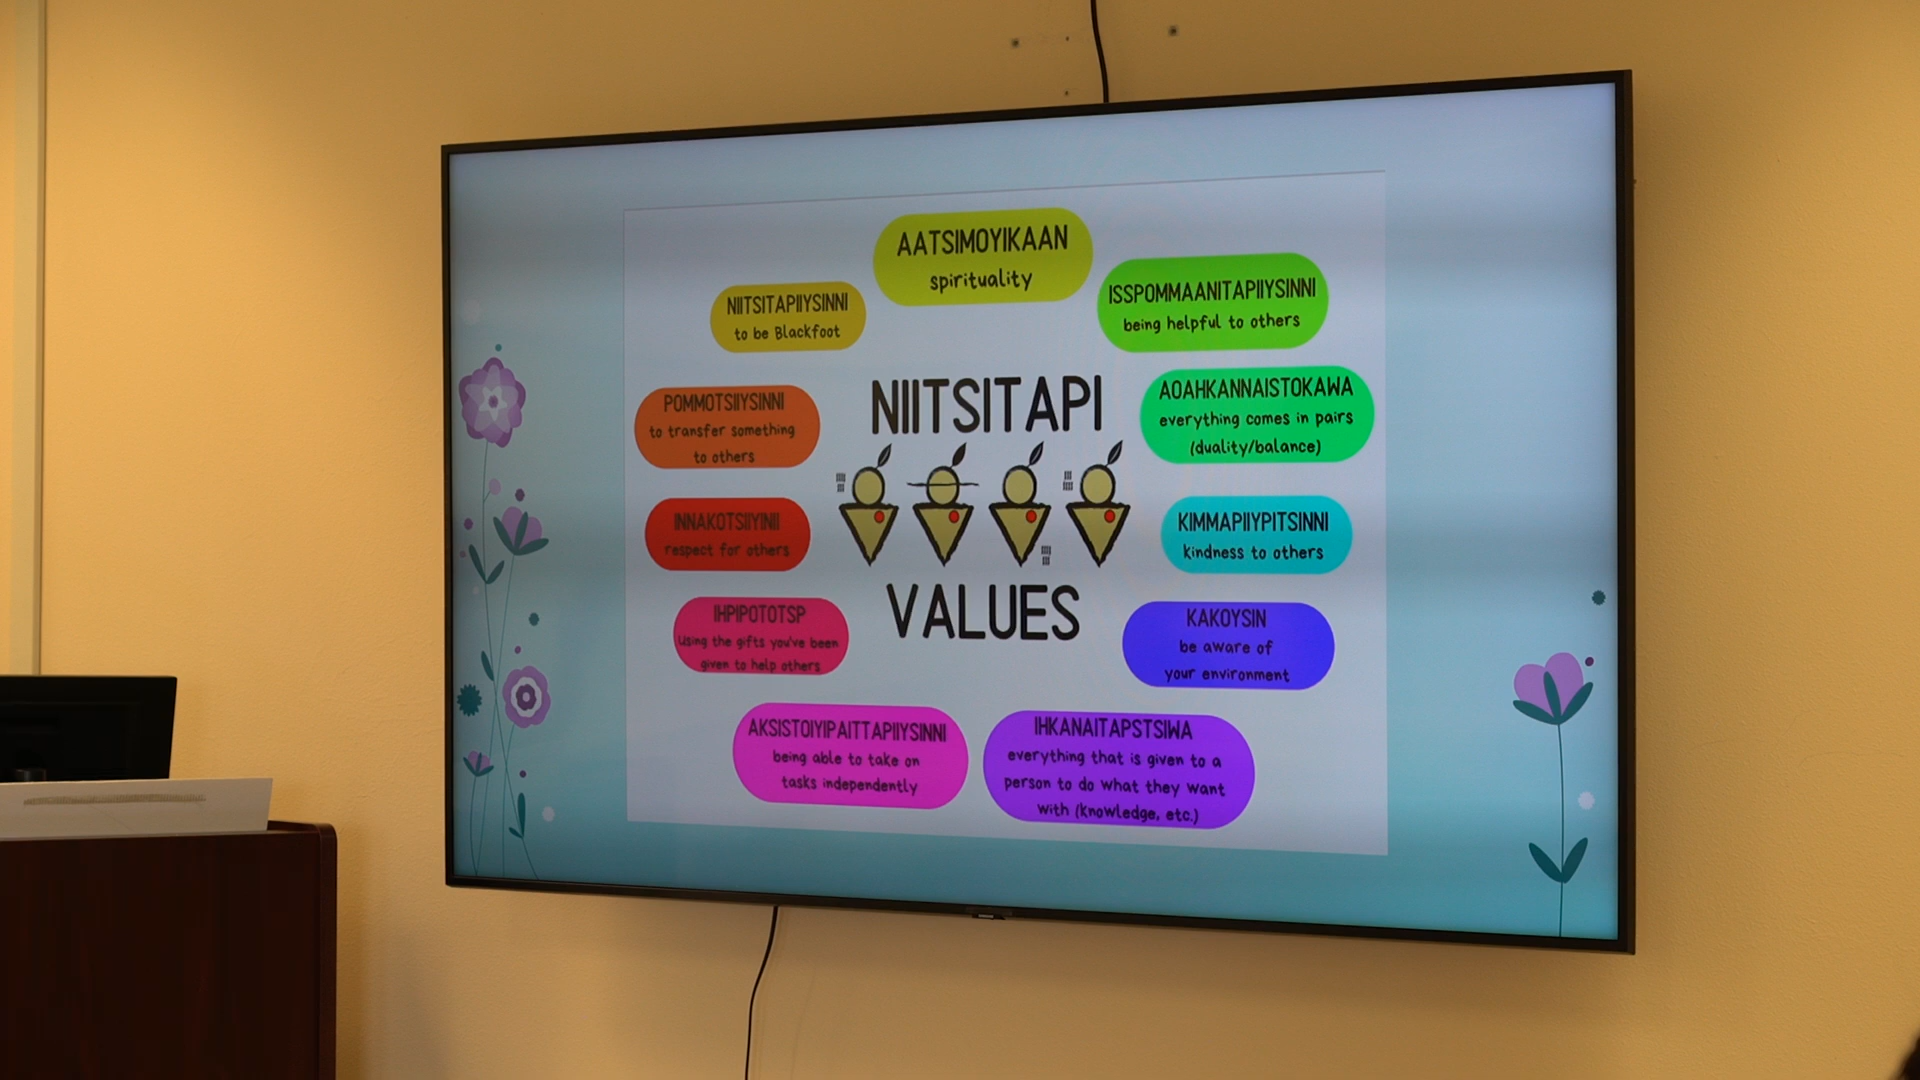 AATSIMOYIKAAN
spirituality
NIITSITAPIIYSINNI
to be Blackfoot
ISSPOMMAANITAPIIYSINNI
being helpful to others
POMMOTSIIYSINNI
to transfer something
to others
NIITSITAPI
VALUES
AOAHKANNAISTOKAWA
everything comes in pairs
(duality/balance)
INNAKOTSIIYINII
respect for others
KIMMAPIIYPITSINNI
kindness to others
IHPIPOTOTSP
Using the gifts you've been
given to help others
KAKOYSIN
be aware of
your environment
AKSISTOIYIPAITTAPIIYSINNI
being able to take on
tasks independently
IHKANAITAPSTSIWA
everything that is given to a
person to do what they want
with (knowledge, etc.)